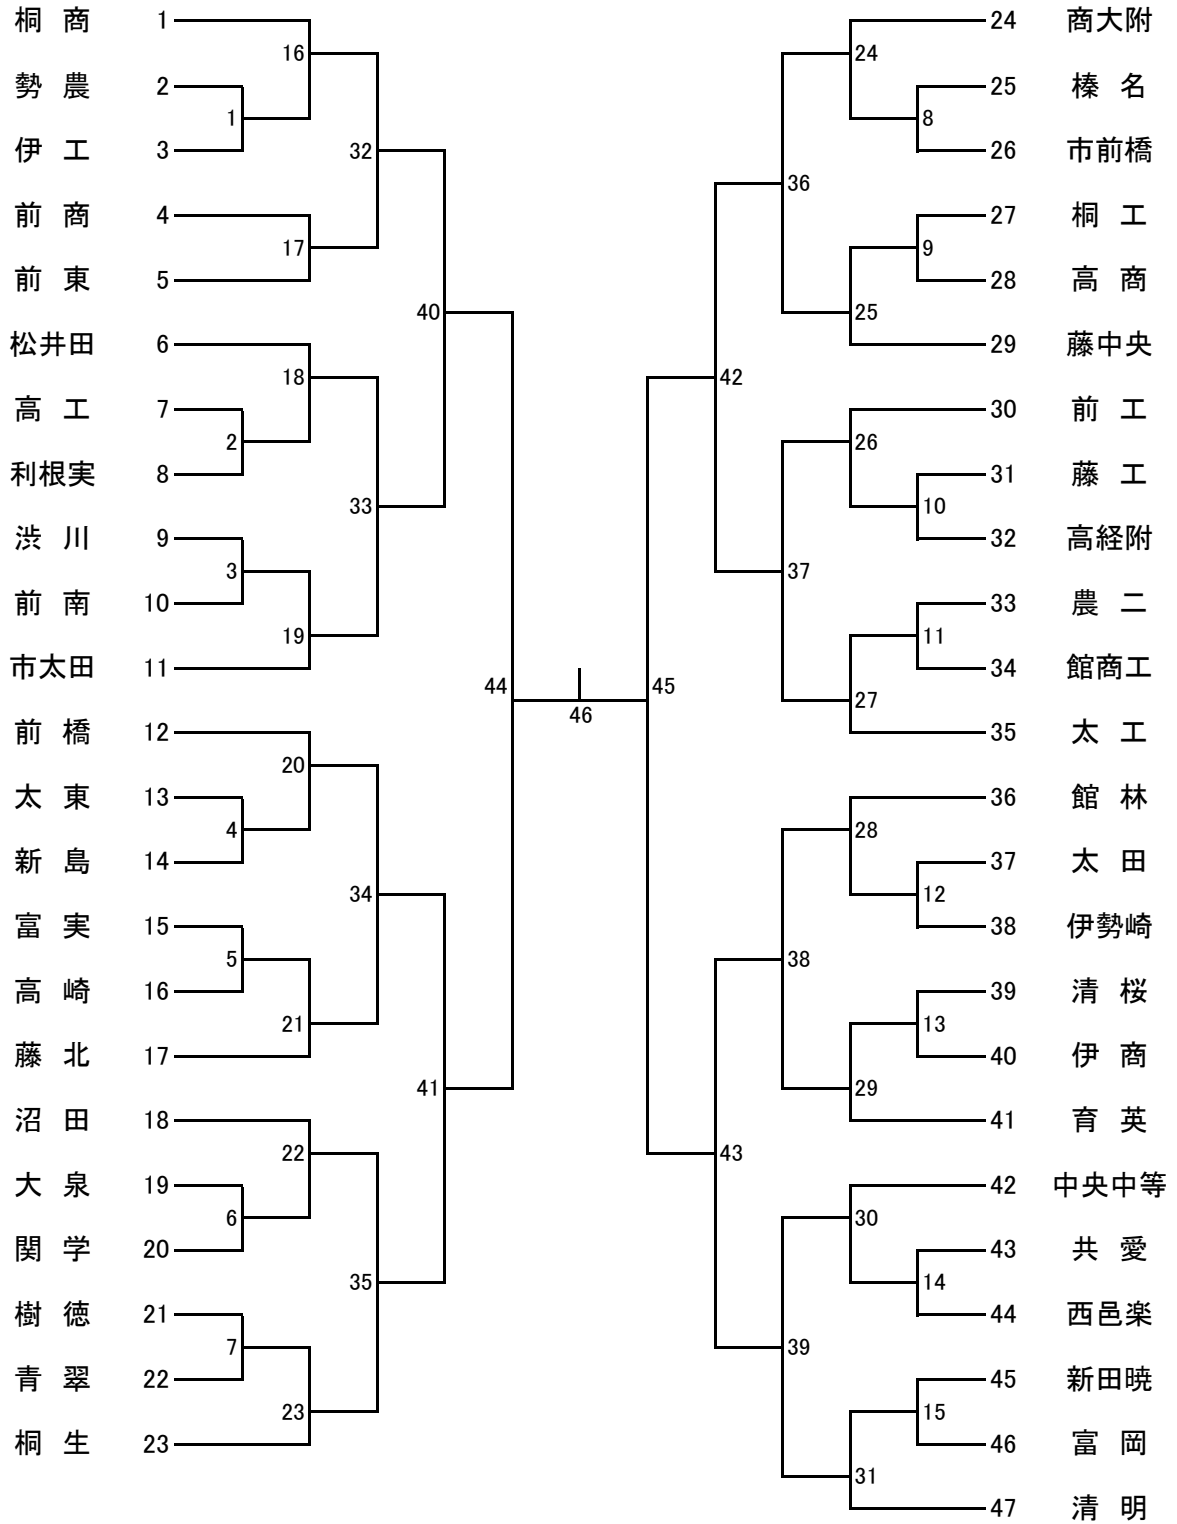 桐 商 1
勢 農 2
伊 工 3
前 商 4
前 東 5
松井田 6
高 工 7
利根実 8
渋 川 9
前 南 10
市太田 11
前 橋 12
太 東 13
新 島 14
富 実 15
高 崎 16
藤 北 17
沼 田 18
大 泉 19
関 学 20
樹 徳 21
青 翠 22
桐 生 23
16
1
32
17
40
18
2
33
3
19
44
20
4
34
5
21
41
22
6
35
7
23
46
45
24
8
36
9
25
42
26
10
37
11
27
28
12
38
13
29
43
30
14
39
15
31
24 商大附
25 榛 名
26 市前橋
27 桐 工
28 高 商
29 藤中央
30 前 工
31 藤 工
32 高経附
33 農 二
34 館商工
35 太 工
36 館 林
37 太 田
38 伊勢崎
39 清 桜
40 伊 商
41 育 英
42 中央中等
43 共 愛
44 西邑楽
45 新田暁
46 富 岡
47 清 明